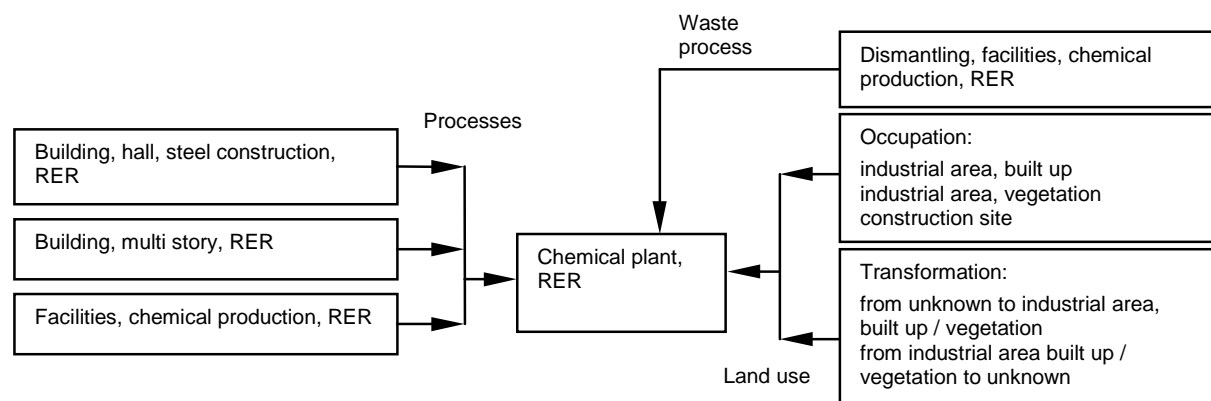 Waste
process
Dismantling, facilities, chemical
production, RER
Processes
Building, hall, steel construction,
RER
Building, multi story, RER
Facilities, chemical production, RER
Chemical plant,
RER
Occupation:
industrial area, built up
industrial area, vegetation
construction site
Transformation:
from unknown to industrial area,
built up / vegetation
from industrial area built up /
vegetation to unknown
Land use